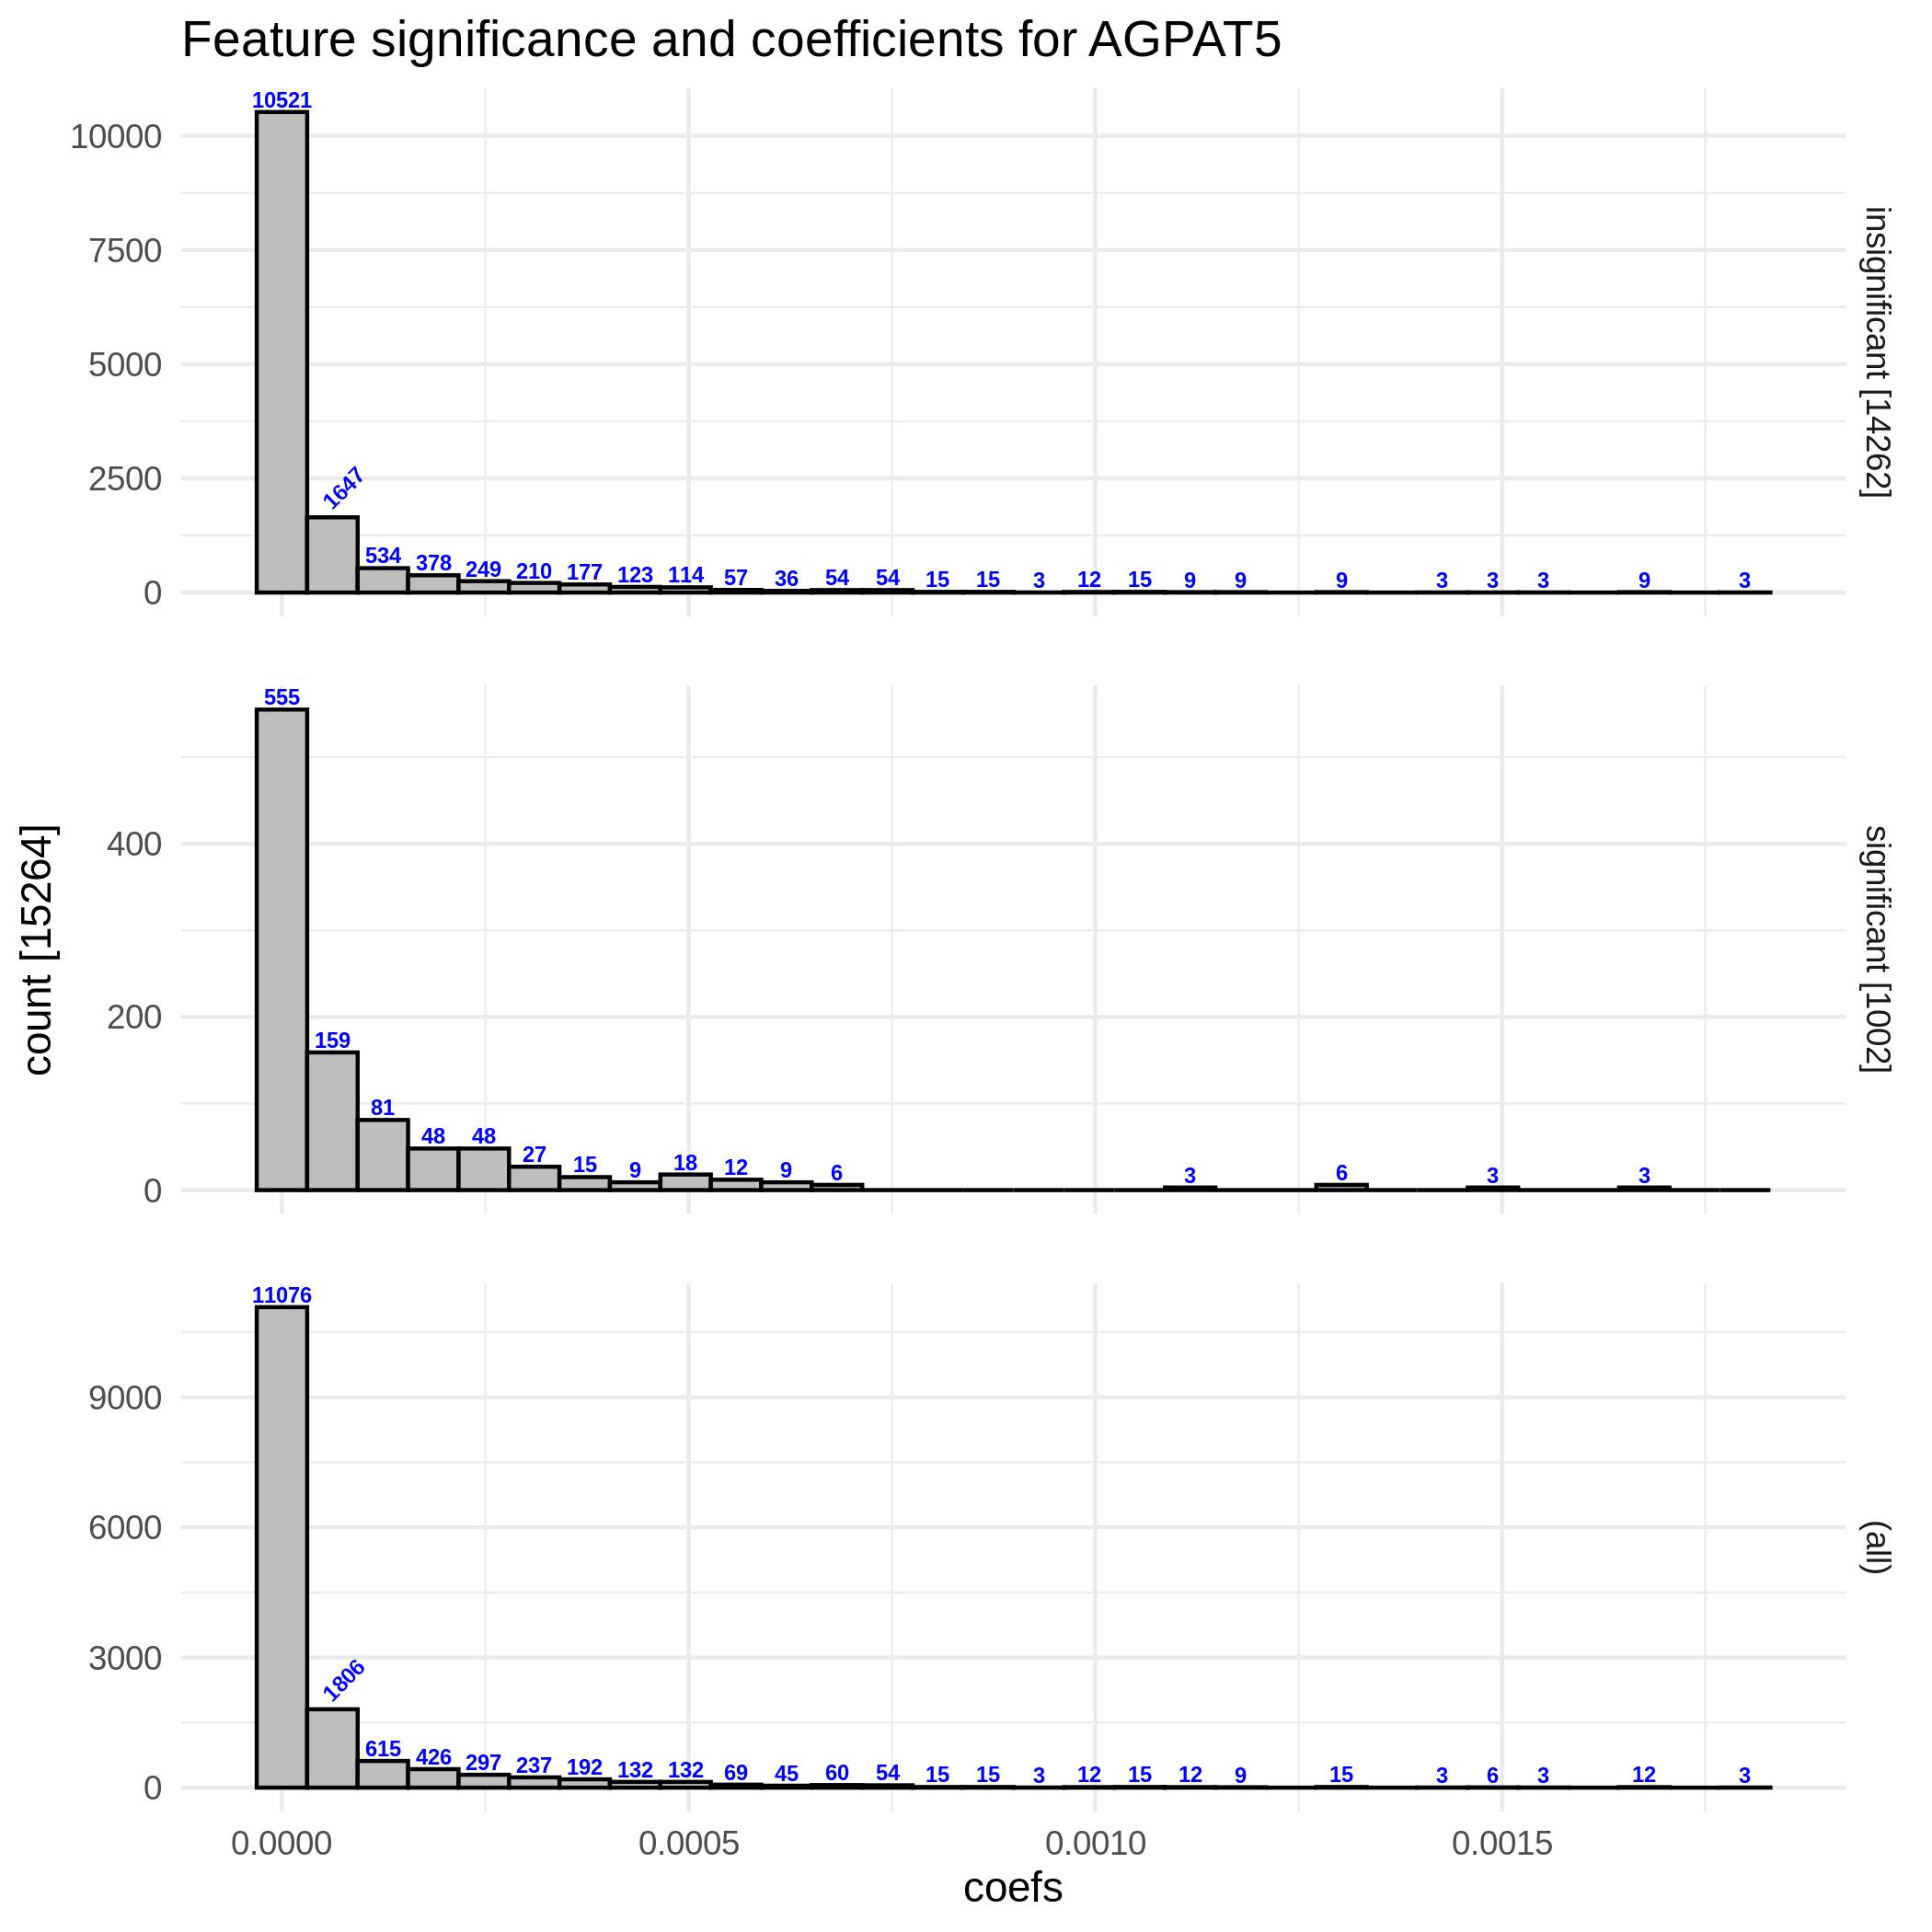 Feature significance and coefficients for AGPAT5
count [15264]
10000
7500
5000
2500
0
10521
1647
534 378 249 210 177 123 114 57 36 54 54 15 15 3 12 15 9 9 9 3 3 3 9 3
insignificant [14262]
400
200
0
555
159
81
48 48
27 15 9 18 12 9 6 3 6 3 3
significant [1002]
9000
6000
3000
0
11076
1806
615 426 297 237 192 132 132 69 45 60 54 15 15 3 12 15 12 9 15 3 6 3 12 3
(all)
0.0000 0.0005 0.0010 0.0015
coefs